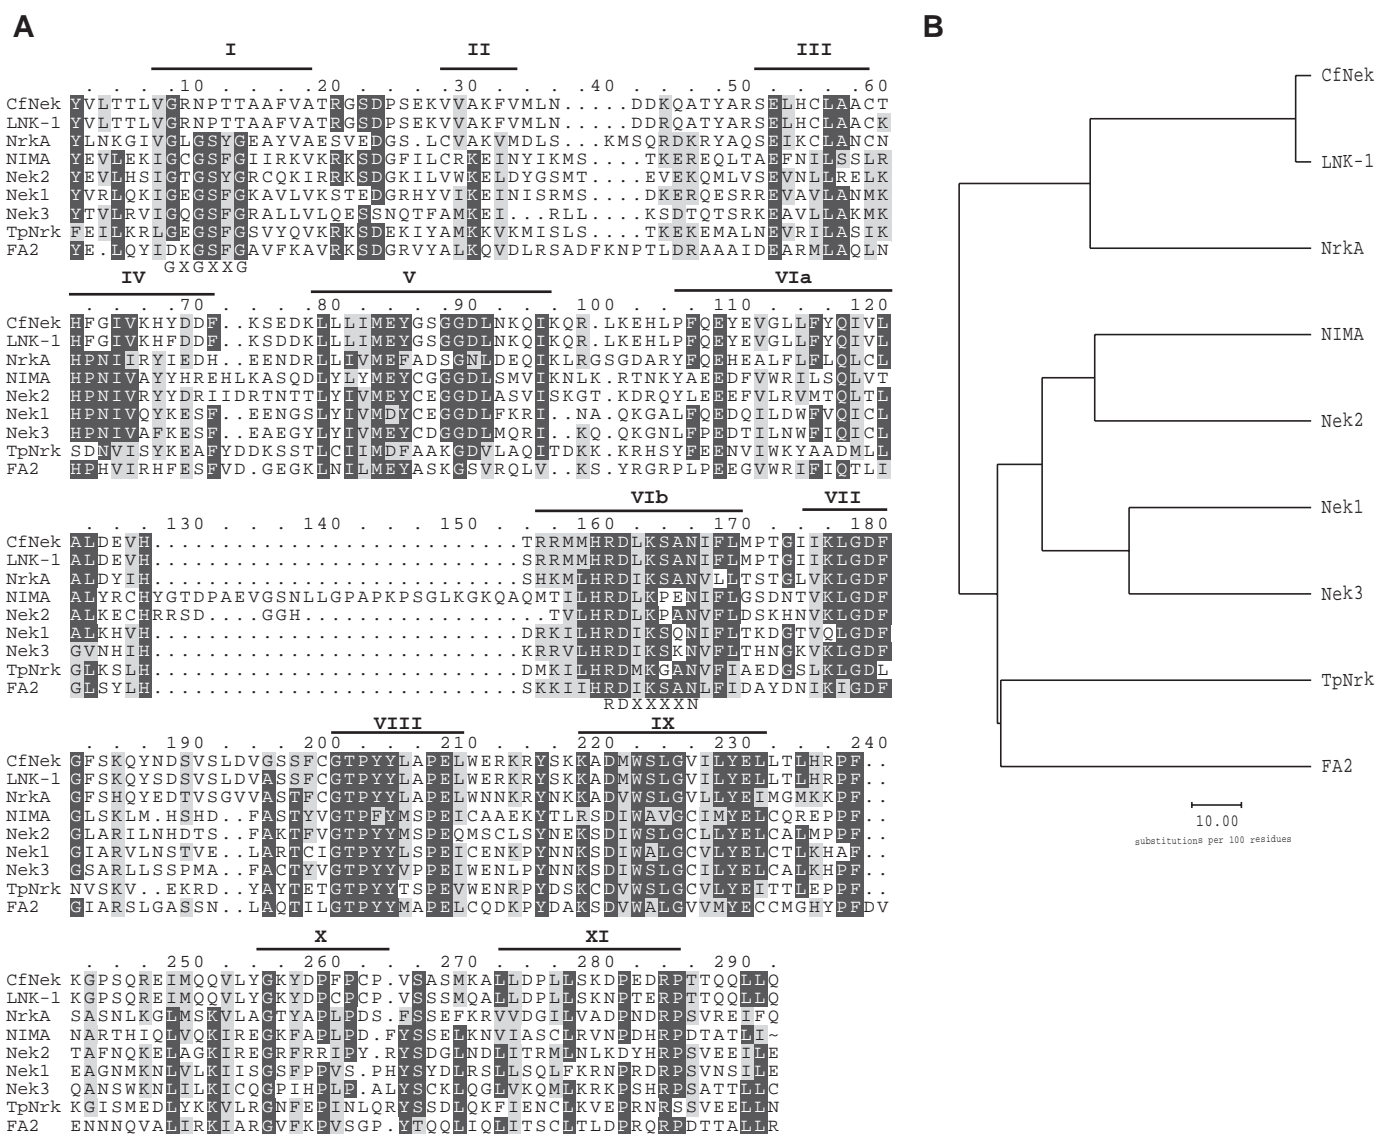 A
B
I II III
. . .10 . . .20 . . .30 . . .40 . . .50 . . .60
CfNek YVLTTLVGRNPTTAAFVATRGSDPSEKVVAKFVMLN.....DDKQATYARSELHCLAACT
LNK-1 YVLTTLVGRNPTTAAFVATRGSDPSEKVVAKFVMLN.....DDRQATYARSELHCLAACK
NrkA YLNKGIVGLGSYGEAYVAESVEDGS.LCVAKVMDLS...KMSQRDKRYAQSEIKCLANCN
NIMA YEVLEKIGCGSFGIIRKVKRKSDGFILCRKEINYIKMS....TKEREQLTAEFNILSSLR
Nek2 YEVLHSIGTGSYGRCQKIRRKSDGKILVWKELDYGSMT....EVEKQMLVSEVNLLRELK
Nek1 YVRLQKIGEGSFGKAVLVKSTEDGRHYVIKEINISRMS....DKERQESRREVAVLANMK
Nek3 YTVLRVIGQGSFGRALLVLQESSNQTFAMKEI...RLL....KSDTQTSRKEAVLLAKMK
TpNrk FEILKRLGEGSFGSVYQVKRKSDEKIYAMKKVKMISLS....TKEKEMALNEVRILASIK
FA2 YE.LQYIDKGSFGAVFKAVRKSDGRVYALKQVDLRSADFKNPTLDRAAAIDEARMLAQLN
GXGXXG
IV V VIa
. . .70 . . .80 . . .90 . . .100 . . .110 . . .120
CfNek HFGIVKHYDDF..KSEDKLLLIMEYGSGGDLNKQIKQR.LKEHLPFQEYEVGLLFYQIVL
LNK-1 HFGIVKHFDDF..KSDDKLLLIMEYGSGGDLNKQIKQR.LKEHLPFQEYEVGLLFYQIVL
NrkA HPNIIRYIEDH..EENDRLLIVMEFADSGNLDEQIKLRGSGDARYFQEHEALFLFLQLCL
NIMA HPNIVAYYHREHLKASQDLYLYMEYCGGGDLSMVIKNLK.RTNKYAEEDFVWRILSQLVT
Nek2 HPNIVRYYDRIIDRTNTTLYIVMEYCEGGDLASVISKGT.KDRQYLEEEFVLRVMTQLTL
Nek1 HPNIVQYKESF..EENGSLYIVMDYCEGGDLFKRI..NA.QKGALFQEDQILDWFVQICL
Nek3 HPNIVAFKESF..EAEGYLYIVMEYCDGGDLMQRI..KQ.QKGNLFPEDTILNWFIQICL
TpNrk SDNVISYKEAFYDDKSSTLCIIMDFAAKGDVLAQITDKK.KRHSYFEENVIWKYAADMLL
FA2 HPHVIRHFESFVD.GEGKLNILMEYASKGSVRQLV..KS.YRGRPLPEEGVWRIFIQTLI
VIb VII
. . .130 . . .140 . . .150 . . .160 . . .170 . . .180
CfNek ALDEVH...........................TRRMMHRDLKSANIFLMPTGIIKLGDF
LNK-1 ALDEVH...........................SRRMMHRDLKSANIFLMPTGIIKLGDF
NrkA ALDYIH...........................SHKMLHRDIKSANVLLTSTGLVKLGDF
NIMA ALYRCHYGTDPAEVGSNLLGPAPKPSGLKGKQAQMTILHRDLKPENIFLGSDNTVKLGDF
Nek2 ALKECHRRSD....GGH..................TVLHRDLKPANVFLDSKHNVKLGDF
Nek1 ALKHVH...........................DRKILHRDIKSQNIFLTKDGTVQLGDF
Nek3 GVNHIH...........................KRRVLHRDIKSKNVFLTHNGKVKLGDF
TpNrk GLKSLH...........................DMKILHRDMKGANVFIAEDGSLKLGDL
FA2 GLSYLH...........................SKKIIHRDIKSANLFIDAYDNIKIGDF
RDXXXXN
VIII IX
. . .190 . . .200 . . .210 . . .220 . . .230 . . .240
CfNek GFSKQYNDSVSLDVGSSFCGTPYYLAPELWERKRYSKKADMWSLGVILYELLTLHRPF..
LNK-1 GFSKQYSDSVSLDVASSFCGTPYYLAPELWERKRYSKKADMWSLGVILYELLTLHRPF..
NrkA GFSHQYEDTVSGVVASTFCGTPYYLAPELWNNKRYNKKADVWSLGVLLYEIMGMKKPF..
NIMA GLSKLM.HSHD..FASTYVGTPFYMSPEICAAEKYTLRSDIWAVGCIMYELCQREPPF..
Nek2 GLARILNHDTS..FAKTFVGTPYYMSPEQMSCLSYNEKSDIWSLGCLLYELCALMPPF..
Nek1 GIARVLNSTVE..LARTCIGTPYYLSPEICENKPYNNKSDIWALGCVLYELCTLKHAF..
Nek3 GSARLLSSPMA..FACTYVGTPYYVPPEIWENLPYNNKSDIWSLGCILYELCALKHPF..
TpNrk NVSKV..EKRD..YAYTETGTPYYTSPEVWENRPYDSKCDVWSLGCVLYEITTLEPPF..
FA2 GIARSLGASSN..LAQTILGTPYYMAPELCQDKPYDAKSDVWALGVVMYECCMGHYPFDV
X XI
. . .250 . . .260 . . .270 . . .280 . . .290 .
CfNek KGPSQREIMQQVLYGKYDPFPCP.VSASMKALLDPLLSKDPEDRPTTQQLLQ
LNK-1 KGPSQREIMQQVLYGKYDPCPCP.VSSSMQALLDPLLSKNPTERPTTQQLLQ
NrkA SASNLKGLMSKVLAGTYAPLPDS.FSSEFKRVVDGILVADPNDRPSVREIFQ
NIMA NARTHIQLVQKIREGKFAPLPD.FYSSELKNVIASCLRVNPDHRPDTATLI~
Nek2 TAFNQKELAGKIREGRFRRIPY.RYSDGLNDLITRMLNLKDYHRPSVEEILE
Nek1 EAGNMKNLVLKIISGSFPPVS.PHYSYDLRSLLSQLFKRNPRDRPSVNSILE
Nek3 QANSWKNLILKICQGPIHPLP.ALYSCKLQGLVKQMLKRKPSHRPSATTLLC
TpNrk KGISMEDLYKKVLRGNFEPINLQRYSSDLQKFIENCLKVEPRNRSSVEELLN
FA2 ENNNQVALIRKIARGVFKPVSGP.YTQQLIQLITSCLTLDPRQRPDTTALLR
CfNek
LNK-1
NrkA
NIMA
Nek2
Nek1
Nek3
TpNrk
FA2
10.00
substitutions per 100 residues